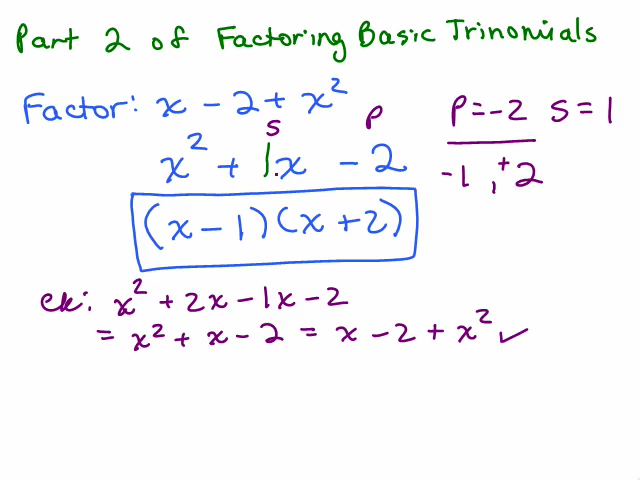 Part 2 of Factoring Basic Trinomials
Factor: x - 2 + x²
P = -2 S = 1
s p
x² + 1.x - 2
-1, +2
(x - 1)(x + 2)
ck: x² + 2x - 1x - 2
= x² + x - 2 = x - 2 + x² ✓